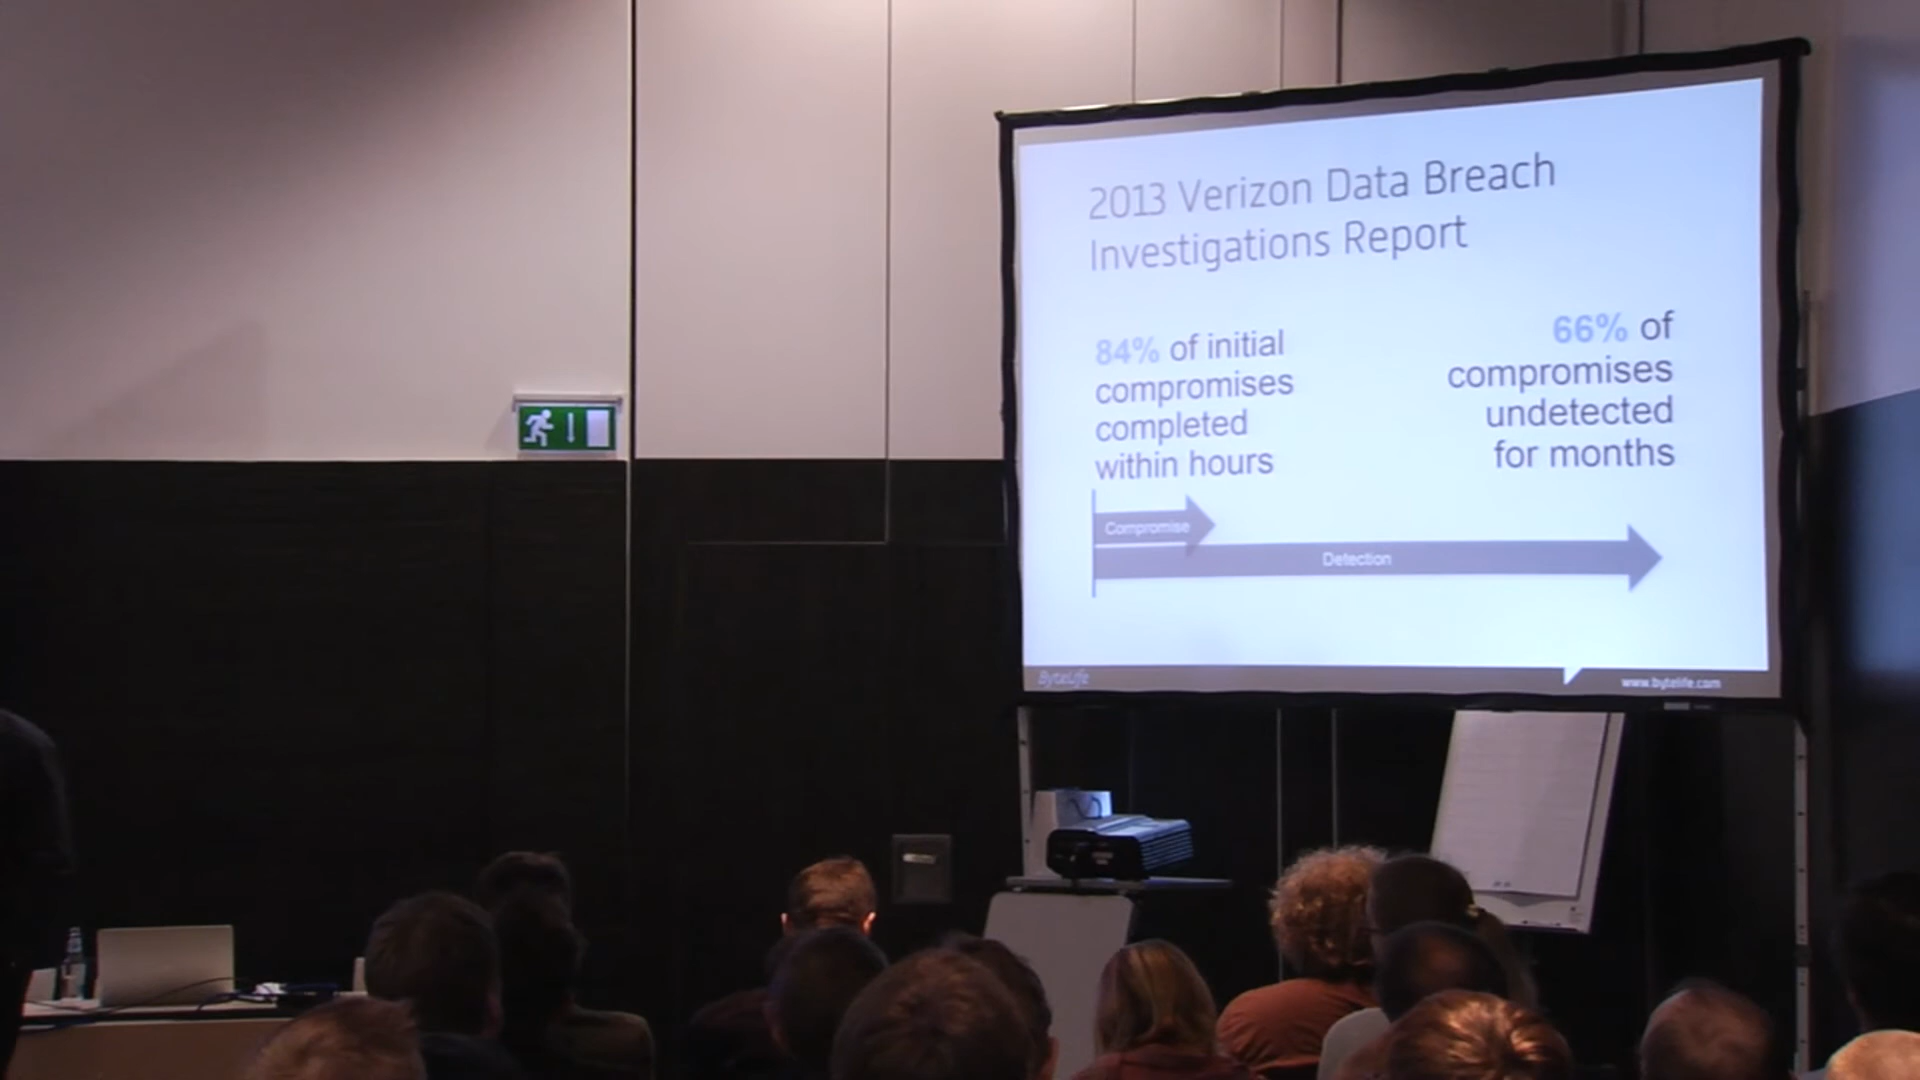 2013 Verizon Data Breach
Investigations Report
84% of initial
compromises
completed
within hours
66% of
compromises
undetected
for months
Compromise
Detection
ByteLife
www.bytelife.com